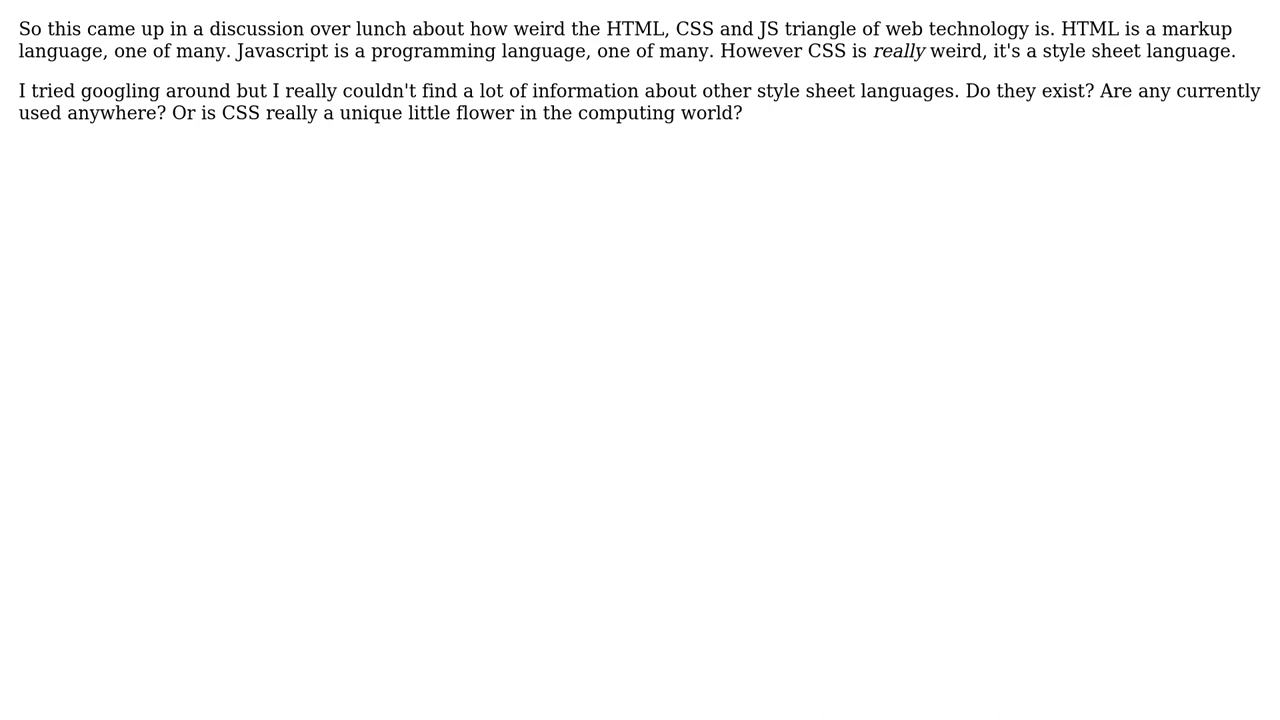 So this came up in a discussion over lunch about how weird the HTML, CSS and JS triangle of web technology is. HTML is a markup
language, one of many. Javascript is a programming language, one of many. However CSS is really weird, it's a style sheet language.
I tried googling around but I really couldn't find a lot of information about other style sheet languages. Do they exist? Are any currently
used anywhere? Or is CSS really a unique little flower in the computing world?